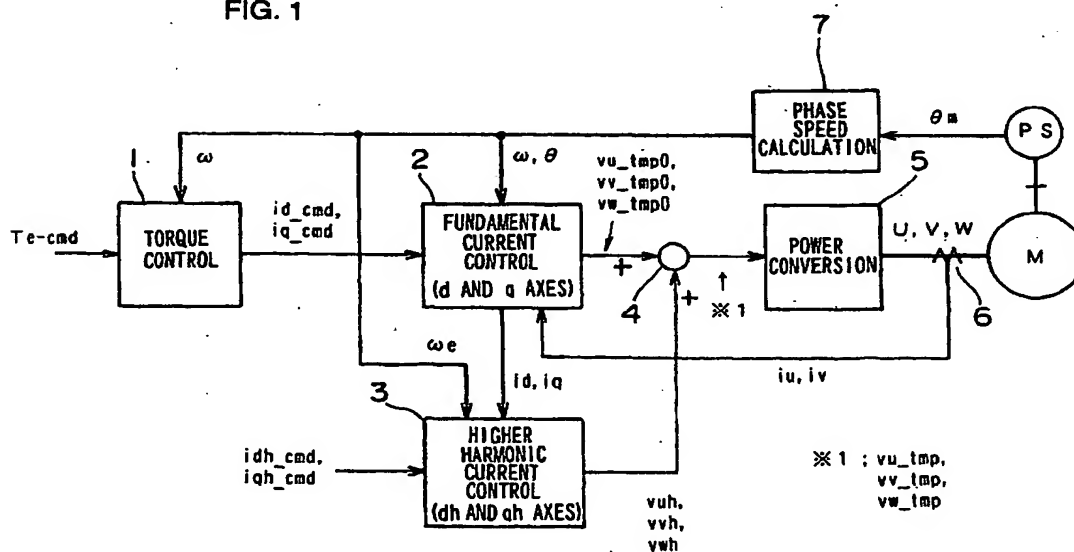 FIG. 1
7
PHASE
SPEED
CALCULATION
θm
PS
1
ω
2
ω, θ
vu_tmp0,
vv_tmp0,
vw_tmp0
5
Te-cmd
TORQUE
CONTROL
id_cmd,
iq_cmd
FUNDAMENTAL
CURRENT
CONTROL
(d AND q AXES)
+
4
+
※1
POWER
CONVERSION
U, V, W
6
M
ωe
id, iq
iu, iv
3
idh_cmd,
iqh_cmd
HIGHER
HARMONIC
CURRENT
CONTROL
(dh AND qh AXES)
vuh,
vvh,
vwh
※1 ; vu_tmp,
vv_tmp,
vw_tmp